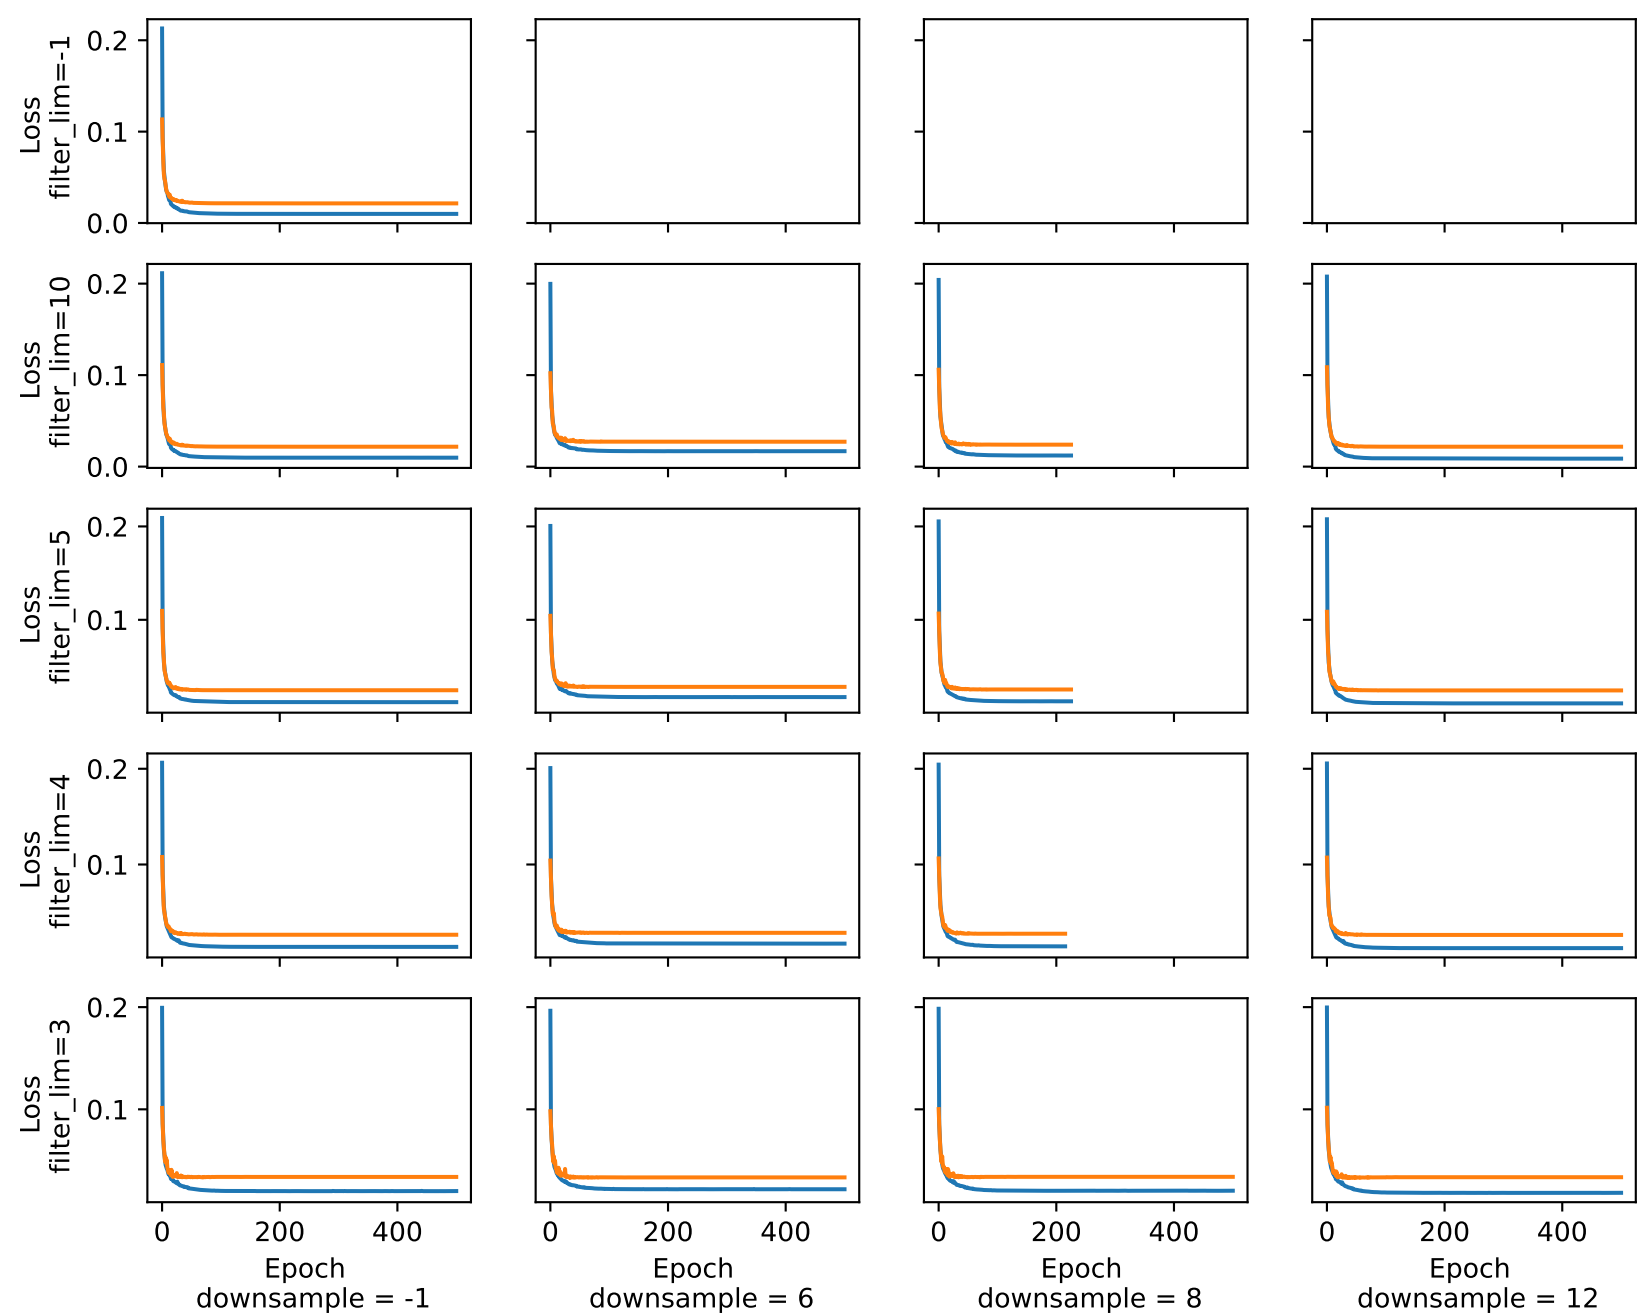 Loss
filter_lim=-1
0.2
0.1
0.0
Loss
filter_lim=10
0.2
0.1
0.0
Loss
filter_lim=5
0.2
0.1
Loss
filter_lim=4
0.2
0.1
Loss
filter_lim=3
0.2
0.1
0 200 400
Epoch
downsample = -1
0 200 400
Epoch
downsample = 6
0 200 400
Epoch
downsample = 8
0 200 400
Epoch
downsample = 12